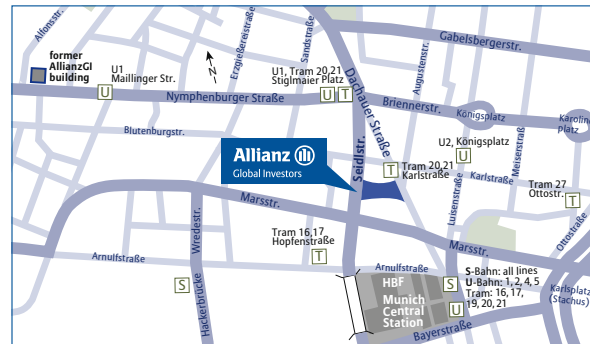 Alfonsstr.
former
AllianzGI
building
U1
Maillinger Str.
U
N
Erzgießereistraße
Sandstraße
U1, Tram 20,21
Stiglmaier Platz
U
T
Nymphenburger Straße
Dachauer Straße
Augustenstr.
Gabelsbergerstr.
Briennerstr.
Königsplatz
Karolinen
platz
Blutenburgstr.
Allianz
Global Investors
Seidlstr.
U2, Königsplatz
U
Meiserstraße
T
Tram 20,21
Karlstraße
Karlstraße
Tram 27
Ottostr.
T
Luisenstraße
Ottostraße
Marsstr.
Marsstr.
Wredestr.
Tram 16,17
Hopfenstraße
T
Arnulfstraße
Arnulfstraße
S
Hackerbrücke
HBF
Munich
Central
Station
S
U
S-Bahn: all lines
U-Bahn: 1, 2, 4, 5
Tram: 16, 17,
19, 20, 21
Karlsplatz
(Stachus)
Bayerstraße